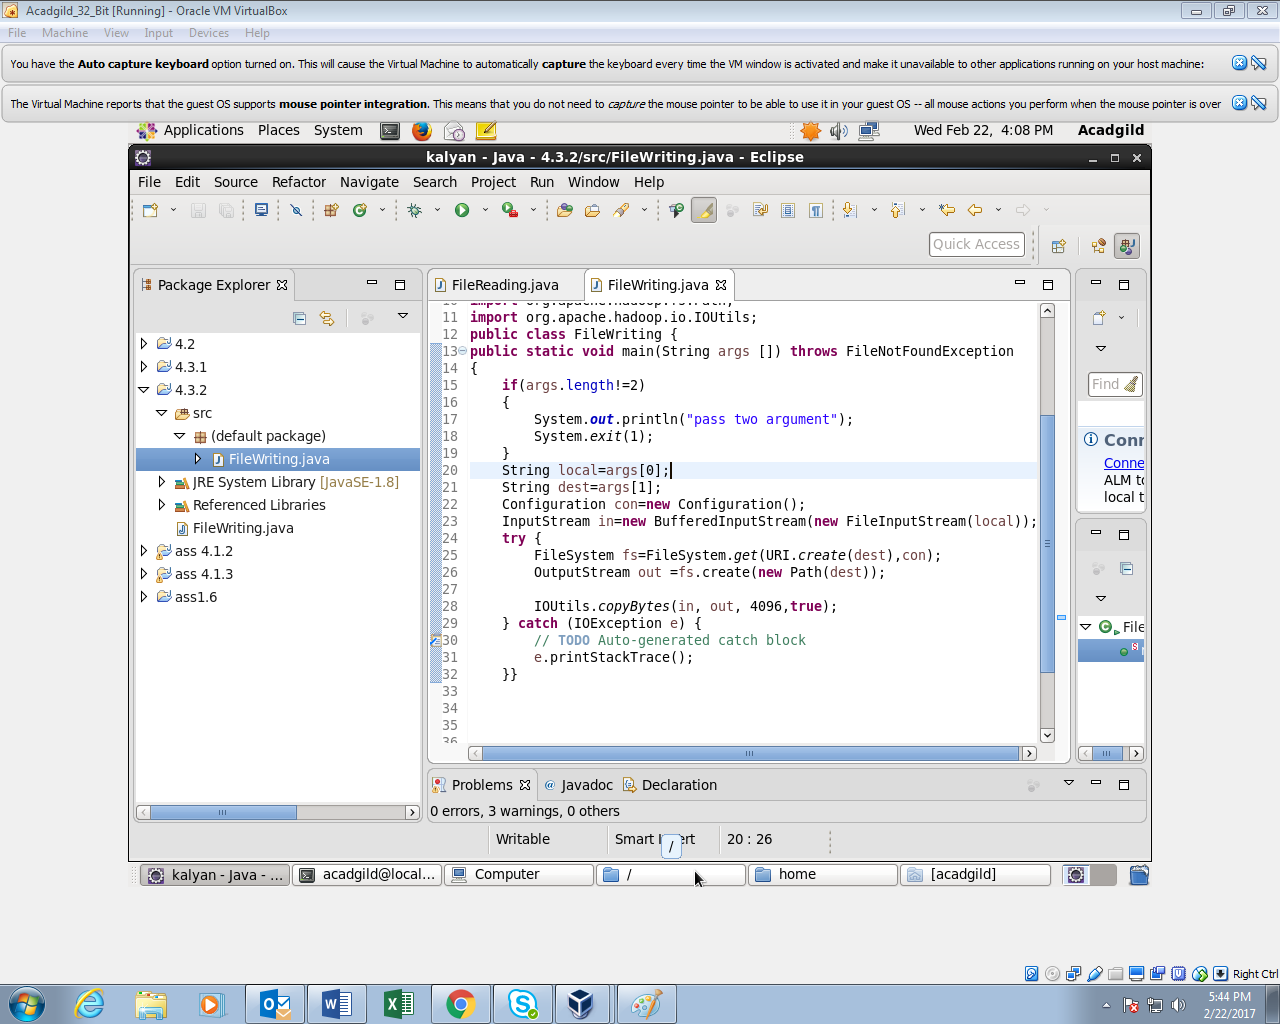 Acadgild_32_Bit [Running] - Oracle VM VirtualBox
File Machine View Input Devices Help
You have the Auto capture keyboard option turned on. This will cause the Virtual Machine to automatically capture the keyboard every time the VM window is activated and make it unavailable to other applications running on your host machine:
The Virtual Machine reports that the guest OS supports mouse pointer integration. This means that you do not need to capture the mouse pointer to be able to use it in your guest OS -- all mouse actions you perform when the mouse pointer is over
Applications Places System Wed Feb 22, 4:08 PM Acadgild
kalyan - Java - 4.3.2/src/FileWriting.java - Eclipse
File Edit Source Refactor Navigate Search Project Run Window Help
Quick Access
Package Explorer
4.2
4.3.1
4.3.2
src
(default package)
FileWriting.java
JRE System Library [JavaSE-1.8]
Referenced Libraries
FileWriting.java
ass 4.1.2
ass 4.1.3
ass1.6
FileReading.java FileWriting.java
10 import org.apache.hadoop.fs.Path;
11 import org.apache.hadoop.io.IOUtils;
12 public class FileWriting {
13 public static void main(String args []) throws FileNotFoundException
14 {
15 if(args.length!=2)
16 {
17 System.out.println("pass two argument");
18 System.exit(1);
19 }
20 String local=args[0];
21 String dest=args[1];
22 Configuration con=new Configuration();
23 InputStream in=new BufferedInputStream(new FileInputStream(local));
24 try {
25 FileSystem fs=FileSystem.get(URI.create(dest),con);
26 OutputStream out =fs.create(new Path(dest));
27
28 IOUtils.copyBytes(in, out, 4096,true);
29 } catch (IOException e) {
30 // TODO Auto-generated catch block
31 e.printStackTrace();
32 }}
33
34
35
36
Find
Conn
Conne
ALM to
local t
File
Problems Javadoc Declaration
0 errors, 3 warnings, 0 others
Writable Smart Insert 20 : 26
/
kalyan - Java - ... acadgild@local... Computer / home [acadgild]
Right Ctrl
5:44 PM
2/22/2017